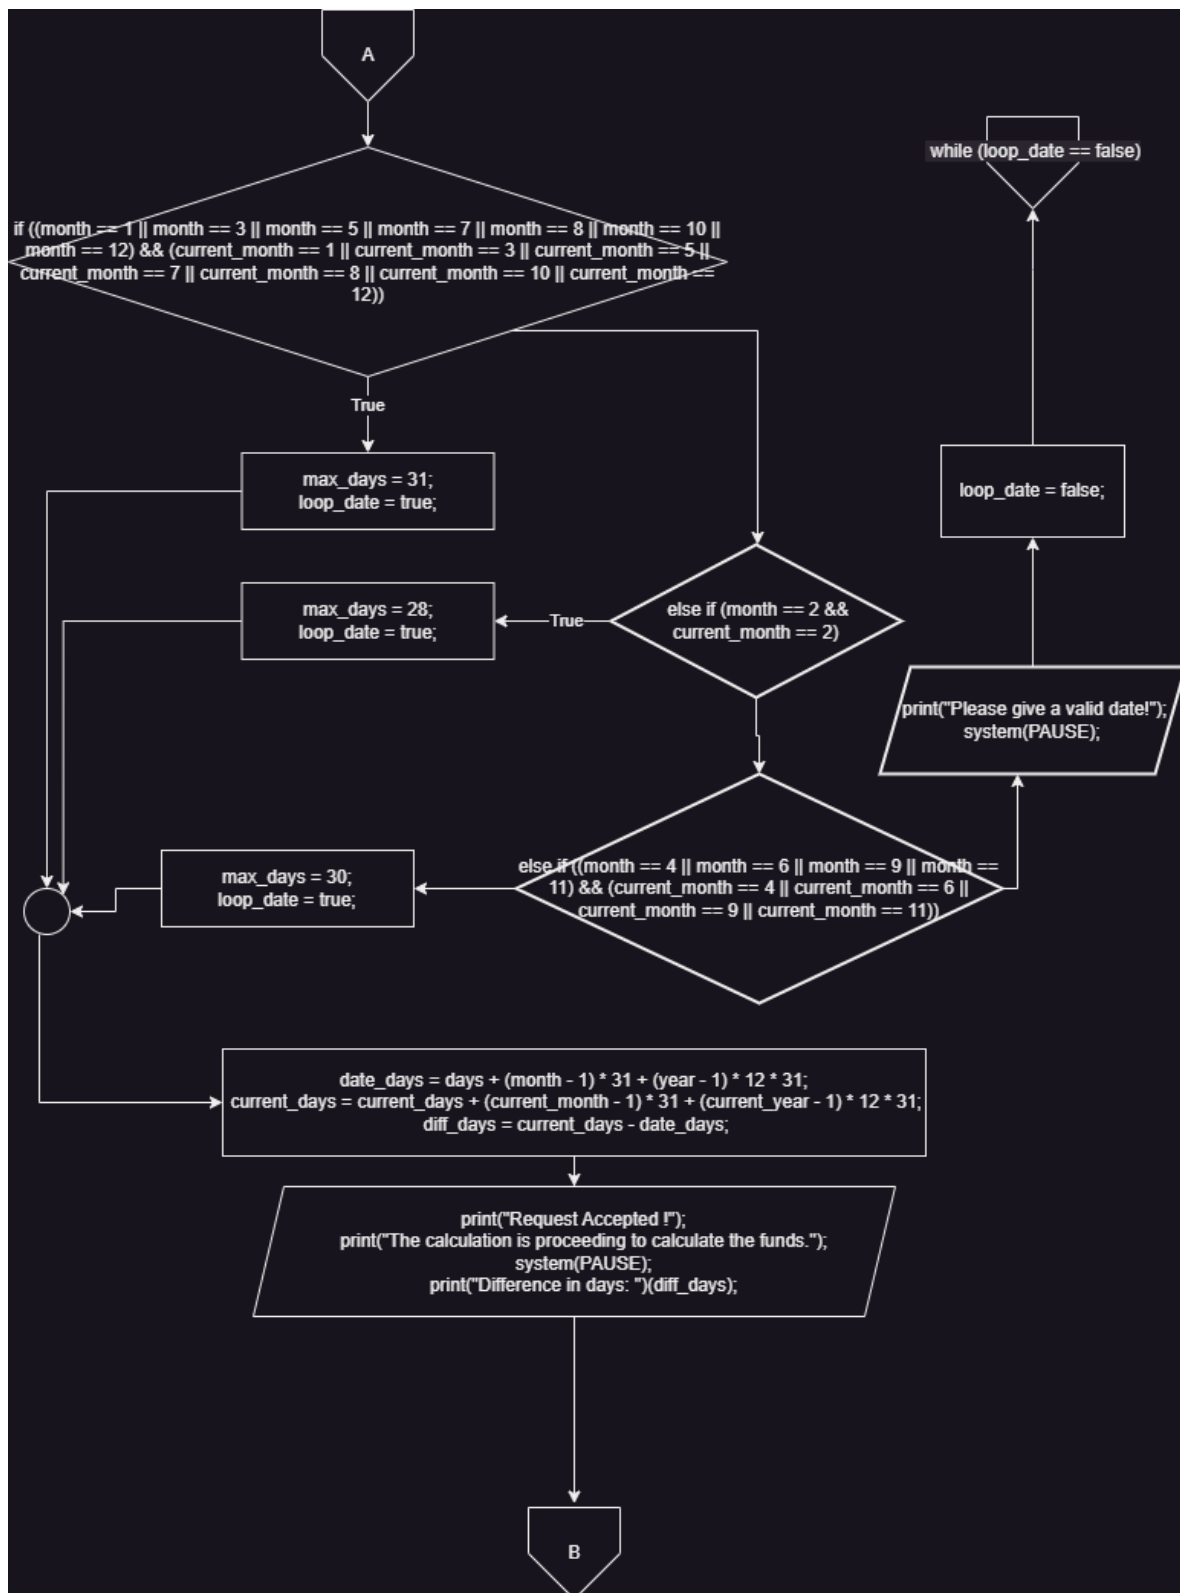 A
while (loop_date == false)
if ((month == 1 || month == 3 || month == 5 || month == 7 || month == 8 || month == 10 ||
month == 12) && (current_month == 1 || current_month == 3 || current_month == 5 ||
current_month == 7 || current_month == 8 || current_month == 10 || current_month ==
12))
True
max_days = 31;
loop_date = true;
loop_date = false;
max_days = 28;
loop_date = true;
True
else if (month == 2 &&
current_month == 2)
print("Please give a valid date!");
system(PAUSE);
max_days = 30;
loop_date = true;
else if ((month == 4 || month == 6 || month == 9 || month ==
11) && (current_month == 4 || current_month == 6 ||
current_month == 9 || current_month == 11))
date_days = days + (month - 1) * 31 + (year - 1) * 12 * 31;
current_days = current_days + (current_month - 1) * 31 + (current_year - 1) * 12 * 31;
diff_days = current_days - date_days;
print("Request Accepted !");
print("The calculation is proceeding to calculate the funds.");
system(PAUSE);
print("Difference in days: ")(diff_days);
B